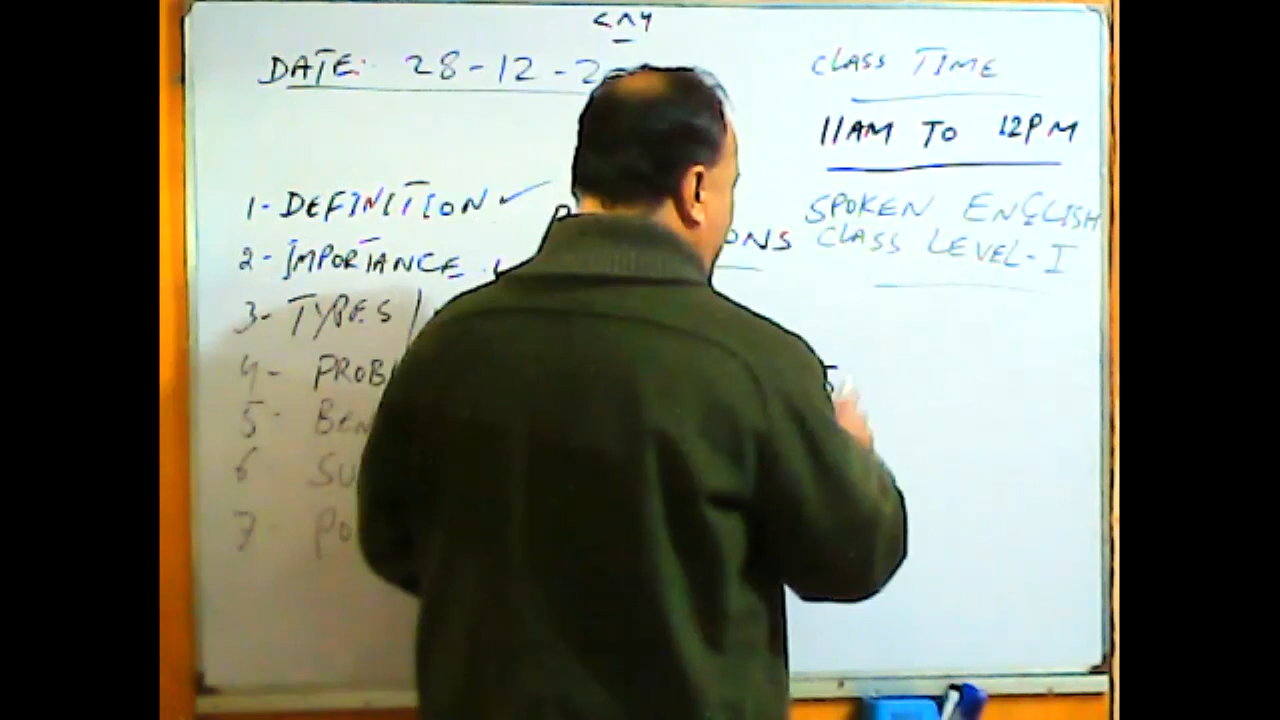 DATE: 28-12-2
CLASS TIME
11AM TO 12PM
1- DEFINITION ✓
2- IMPORTANCE
3- TYPES /
4- PROB
5- BEN
6 SU
7- PO
ONS
SPOKEN ENGLISH
CLASS LEVEL-I